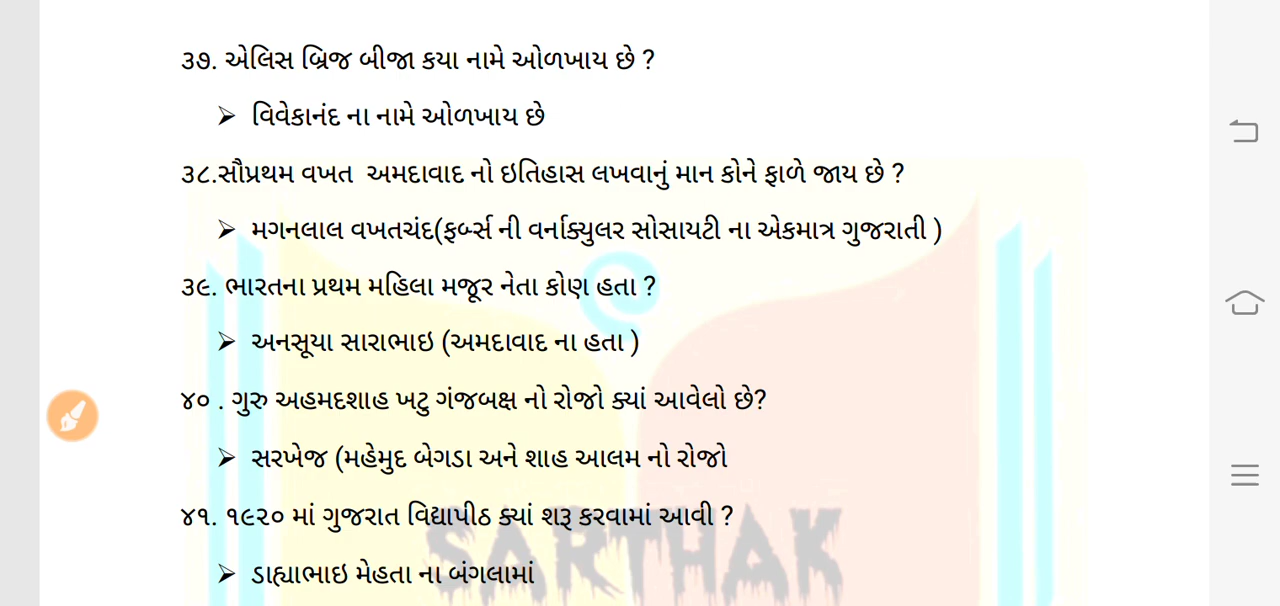 ૩૭. એલિસ બ્રિજ બીજા કયા નામે ઓળખાય છે ?
➢ વિવેકાનંદ ના નામે ઓળખાય છે
૩૮.સૌપ્રથમ વખત અમદાવાદ નો ઇતિહાસ લખવાનું માન કોને ફાળે જાય છે ?
➢ મગનલાલ વખતચંદ(ફર્બ્સ ની વર્નાક્યુલર સોસાયટી ના એકમાત્ર ગુજરાતી )
૩૯. ભારતના પ્રથમ મહિલા મજૂર નેતા કોણ હતા ?
➢ અનસૂયા સારાભાઇ (અમદાવાદ ના હતા )
૪૦ . ગુરુ અહમદશાહ ખટુ ગંજબક્ષ નો રોજો ક્યાં આવેલો છે?
➢ સરખેજ (મહેમુદ બેગડા અને શાહ આલમ નો રોજો
૪૧. ૧૯૨૦ માં ગુજરાત વિદ્યાપીઠ ક્યાં શરૂ કરવામાં આવી ?
➢ ડાહ્યાભાઇ મેહતા ના બંગલામાં
SARTHAK